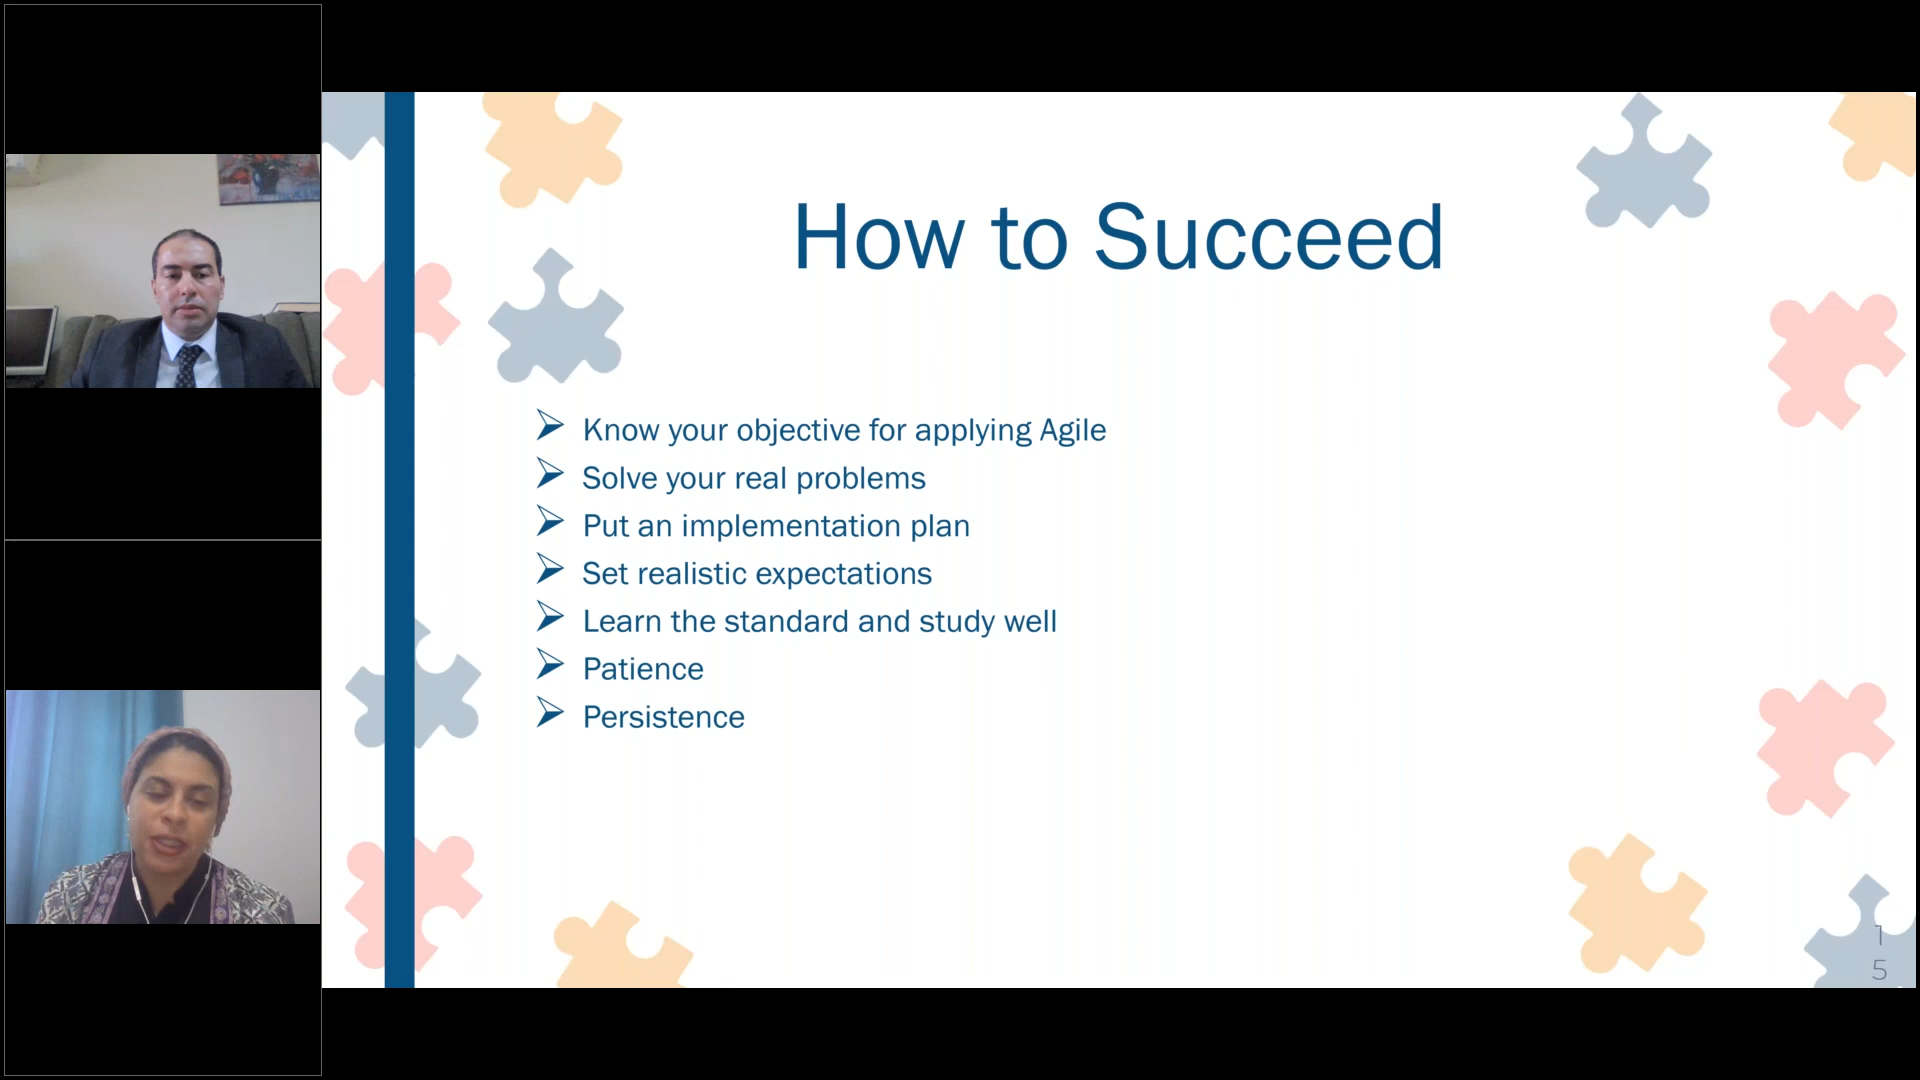 How to Succeed
Know your objective for applying Agile
Solve your real problems
Put an implementation plan
Set realistic expectations
Learn the standard and study well
Patience
Persistence
1
5